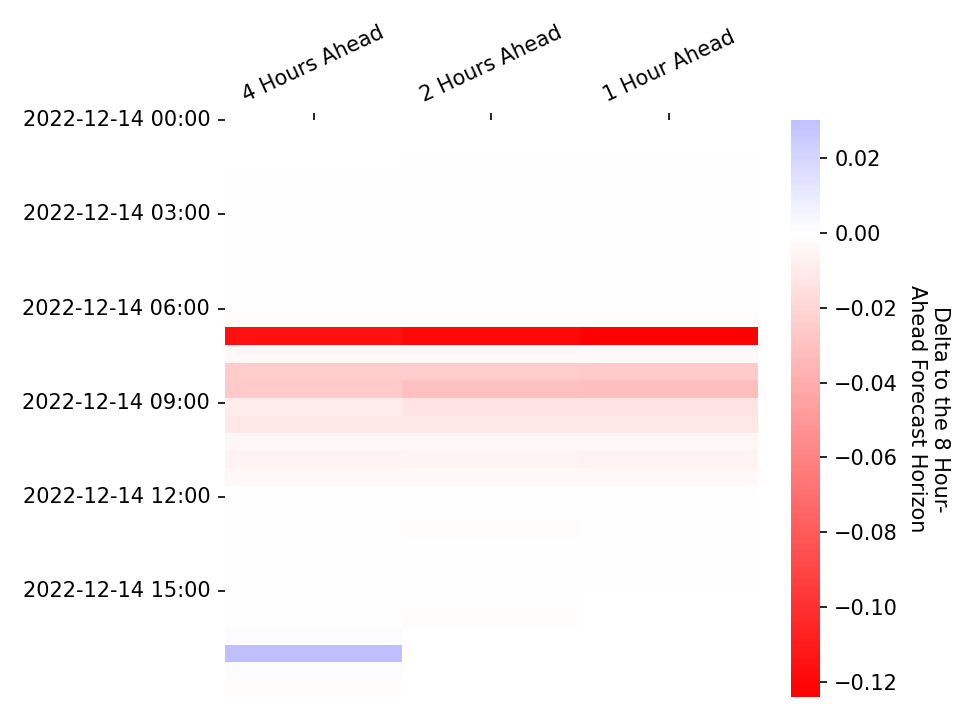 4 Hours Ahead
2 Hours Ahead
1 Hour Ahead
2022-12-14 00:00
2022-12-14 03:00
2022-12-14 06:00
2022-12-14 09:00
2022-12-14 12:00
2022-12-14 15:00
0.02
0.00
−0.02
−0.04
−0.06
−0.08
−0.10
−0.12
Delta to the 8 Hour-
Ahead Forecast Horizon